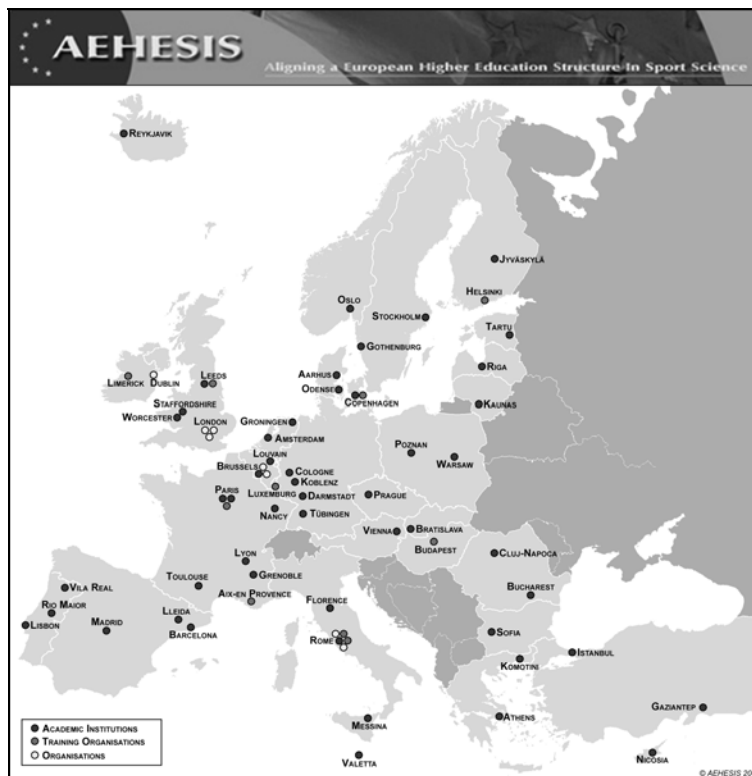 AEHESIS
Aligning a European Higher Education Structure In Sport Science
REYKJAVIK
JYVÄSKYLÄ
HELSINKI
OSLO
STOCKHOLM
TARTU
GOTHENBURG
RIGA
AARHUS
ODENSE
COPENHAGEN
KAUNAS
LIMERICK
DUBLIN
LEEDS
STAFFORDSHIRE
WORCESTER
LONDON
GRONINGEN
AMSTERDAM
POZNAN
WARSAW
LOUVAIN
BRUSSELS
COLOGNE
KOBLENZ
LUXEMBURG
DARMSTADT
PRAGUE
PARIS
NANCY
TÜBINGEN
VIENNA
BRATISLAVA
BUDAPEST
CLUJ-NAPOCA
LYON
GRENOBLE
TOULOUSE
AIX-EN PROVENCE
BUCHAREST
VILA REAL
RIO MAIOR
LISBON
MADRID
LLEIDA
BARCELONA
FLORENCE
ROME
SOFIA
KOMOTINI
ISTANBUL
GAZIANTEP
ATHENS
MESSINA
VALETTA
NICOSIA
ACADEMIC INSTITUTIONS
TRAINING ORGANISATIONS
ORGANISATIONS
© AEHESIS 20